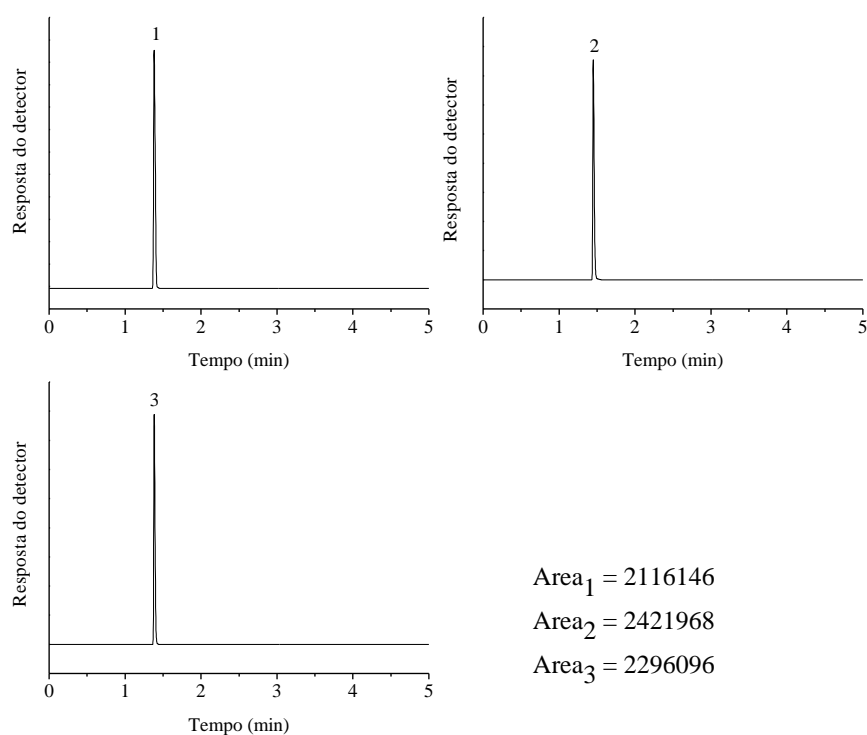 1
Resposta do detector
0 1 2 3 4 5
Tempo (min)
2
Resposta do detector
0 1 2 3 4 5
Tempo (min)
3
Resposta do detector
0 1 2 3 4 5
Tempo (min)
Area1 = 2116146
Area2 = 2421968
Area3 = 2296096